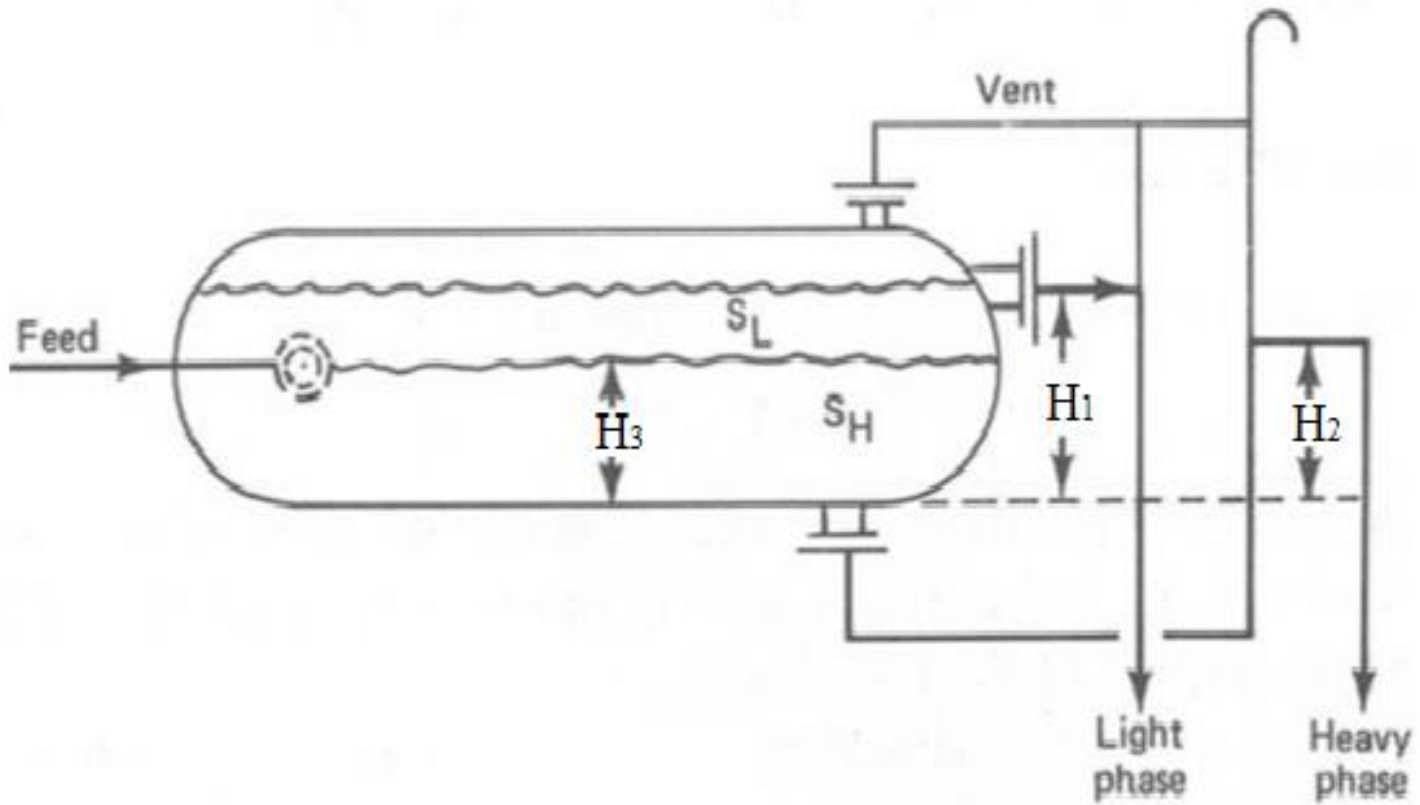 Vent
Feed
S_L
H₁
H₃
S_H
H₂
Light
phase
Heavy
phase